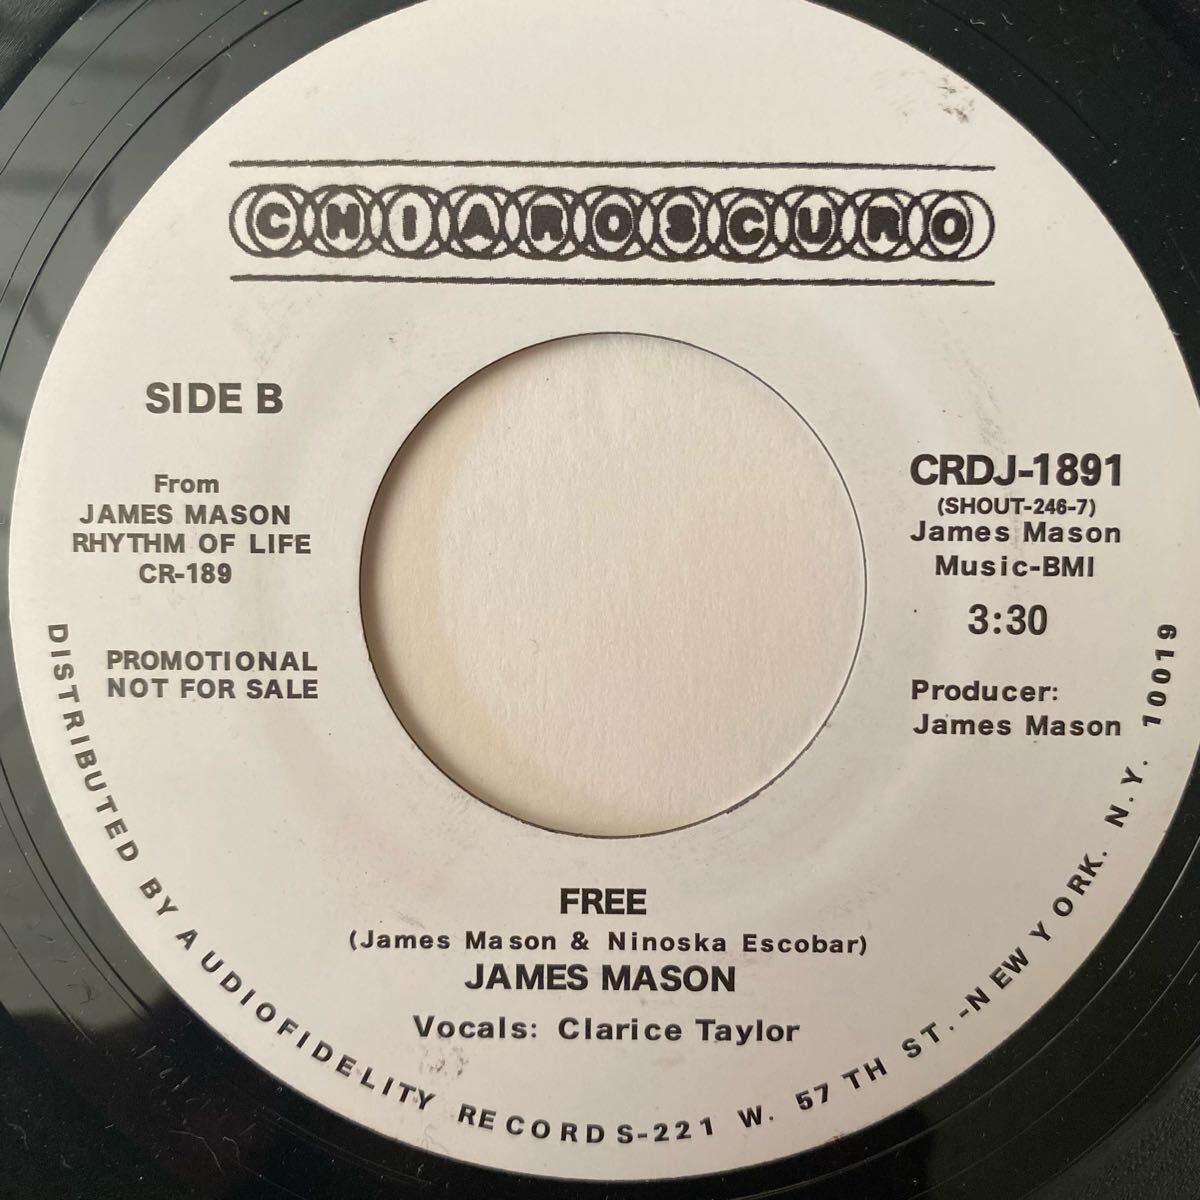 CHIAROSCURO
SIDE B
From
JAMES MASON
RHYTHM OF LIFE
CR-189
PROMOTIONAL
NOT FOR SALE
CRDJ-1891
(SHOUT-246-7)
James Mason
Music-BMI
3:30
Producer:
James Mason
FREE
(James Mason & Ninoska Escobar)
JAMES MASON
Vocals: Clarice Taylor
DISTRIBUTED BY AUDIOFIDELITY RECORDS-221 W. 57 TH ST.-NEW YORK. N.Y. 10019